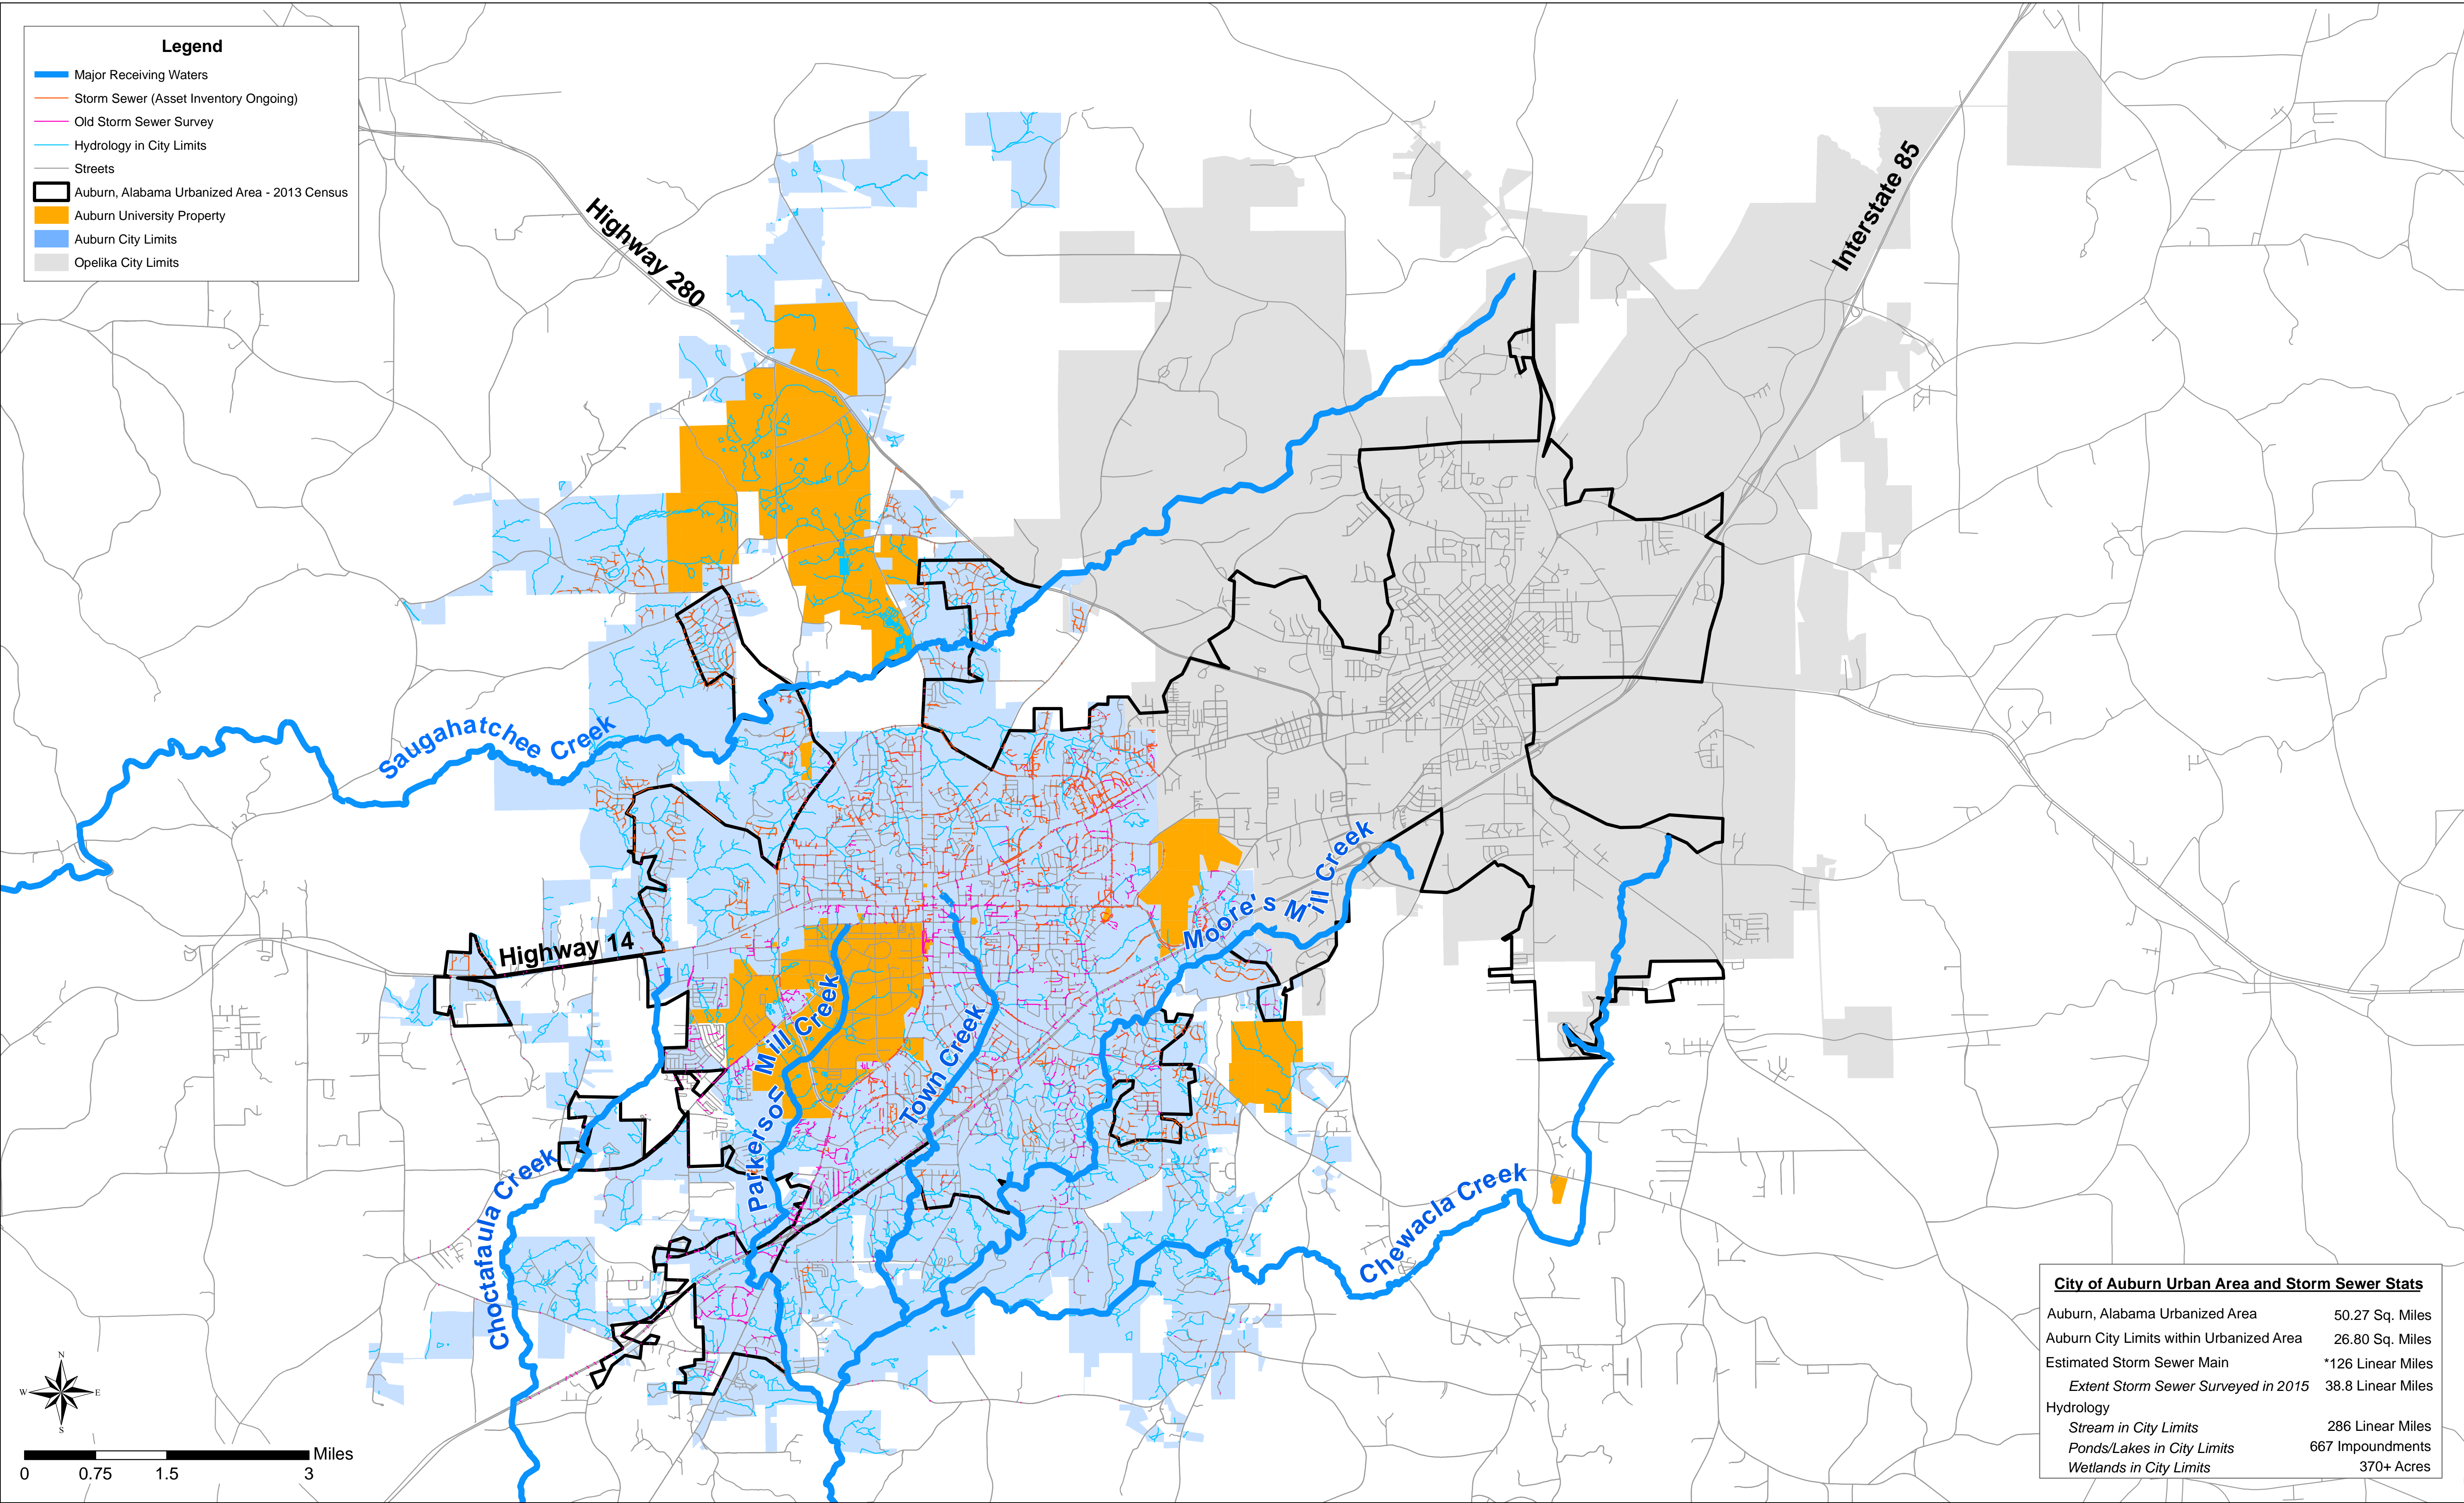 Legend
Major Receiving Waters
Storm Sewer (Asset Inventory Ongoing)
Old Storm Sewer Survey
Hydrology in City Limits
Streets
Auburn, Alabama Urbanized Area - 2013 Census
Auburn University Property
Auburn City Limits
Opelika City Limits
Highway 280
Interstate 85
Saugahatchee Creek
Moore's Mill Creek
Highway 14
Parkerson Mill Creek
Town Creek
Choctafaula Creek
Chewacla Creek
N
W
E
S
Miles
0 0.75 1.5 3
City of Auburn Urban Area and Storm Sewer Stats
Auburn, Alabama Urbanized Area 50.27 Sq. Miles
Auburn City Limits within Urbanized Area 26.80 Sq. Miles
Estimated Storm Sewer Main *126 Linear Miles
Extent Storm Sewer Surveyed in 2015 38.8 Linear Miles
Hydrology
Stream in City Limits 286 Linear Miles
Ponds/Lakes in City Limits 667 Impoundments
Wetlands in City Limits 370+ Acres